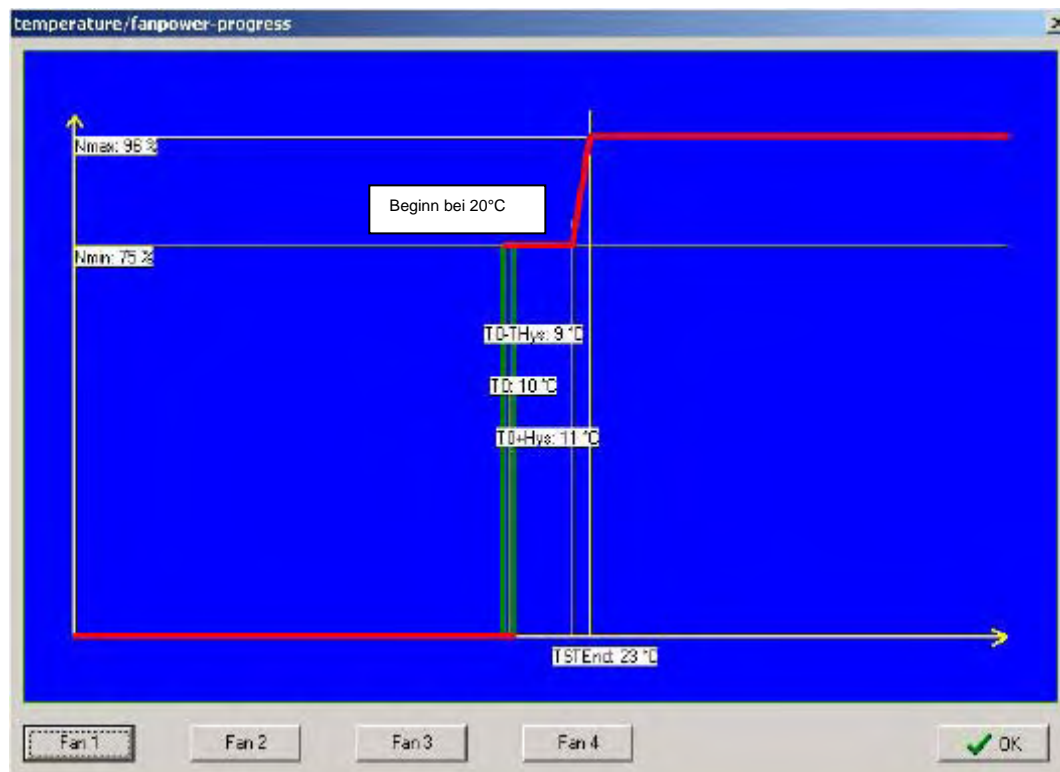 temperature/fanpower-progress
Nmax: 96 %
Beginn bei 20°C
Nmin: 75 %
T0-THys: 9 °C
T0: 10 °C
T0+Hys: 11 °C
TSTEnd: 23 °C
Fan 1
Fan 2
Fan 3
Fan 4
OK